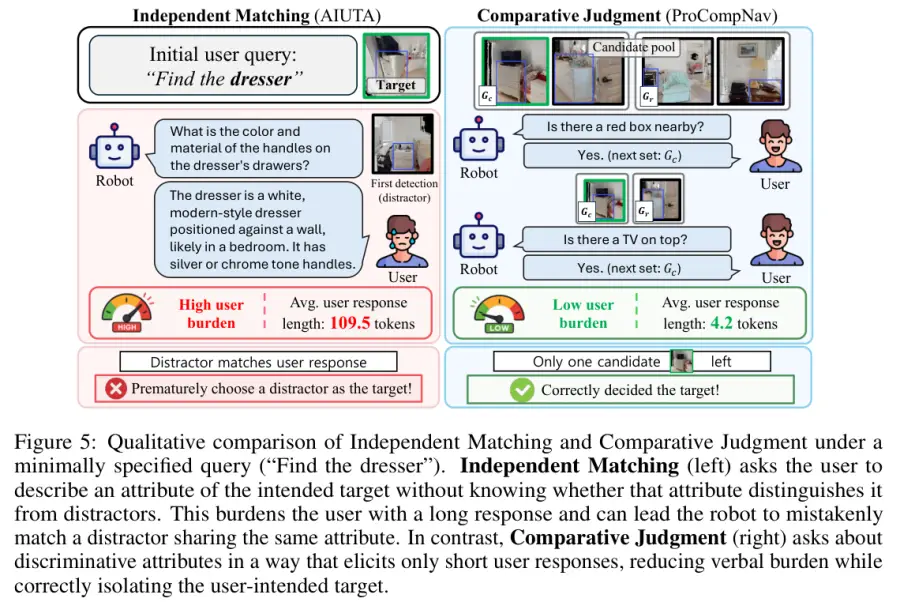 Independent Matching (AIUTA)
Initial user query:
"Find the dresser"
Target
What is the color and
material of the handles on
the dresser's drawers?
Robot
First detection
(distractor)
The dresser is a white,
modern-style dresser
positioned against a wall,
likely in a bedroom. It has
silver or chrome tone handles.
User
HIGH
High user
burden
Avg. user response
length: 109.5 tokens
Distractor matches user response
Prematurely choose a distractor as the target!
Comparative Judgment (ProCompNav)
Candidate pool
Gc
Gr
Is there a red box nearby?
Yes. (next set: Gc)
Robot
User
Gc
Gr
Is there a TV on top?
Yes. (next set: Gc)
Robot
User
LOW
Low user
burden
Avg. user response
length: 4.2 tokens
Only one candidate left
Correctly decided the target!
Figure 5: Qualitative comparison of Independent Matching and Comparative Judgment under a
minimally specified query ("Find the dresser"). Independent Matching (left) asks the user to
describe an attribute of the intended target without knowing whether that attribute distinguishes it
from distractors. This burdens the user with a long response and can lead the robot to mistakenly
match a distractor sharing the same attribute. In contrast, Comparative Judgment (right) asks about
discriminative attributes in a way that elicits only short user responses, reducing verbal burden while
correctly isolating the user-intended target.